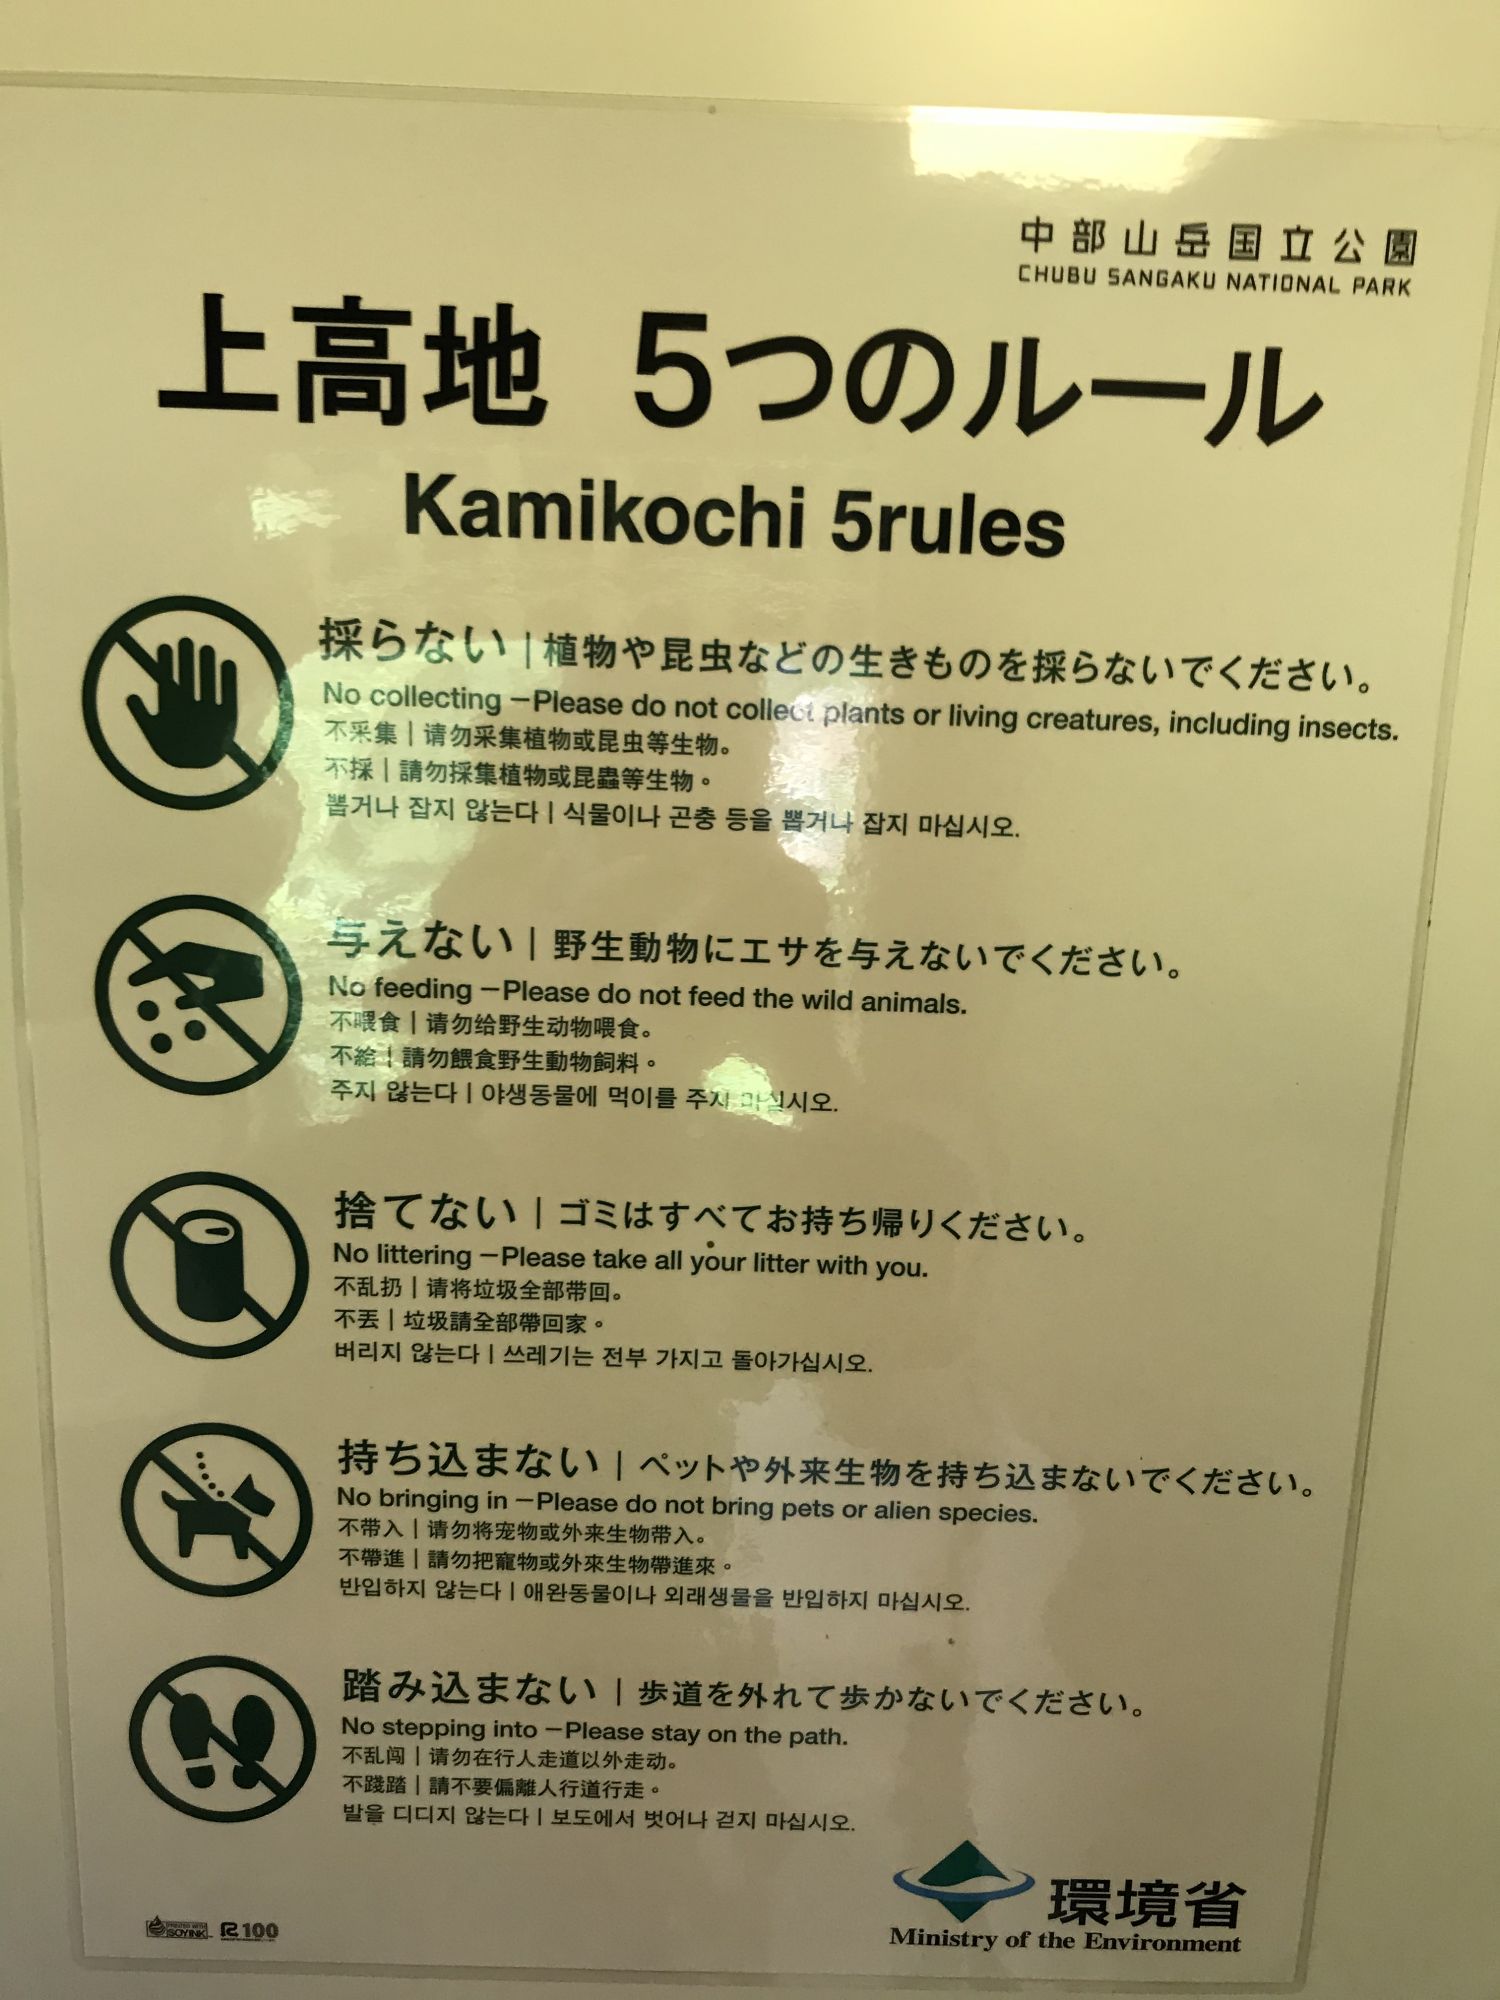 中部山岳国立公園
CHUBU SANGAKU NATIONAL PARK
上高地 5つのルール
Kamikochi 5rules
採らない | 植物や昆虫などの生きものを採らないでください。
No collecting －Please do not collect plants or living creatures, including insects.
不采集 | 请勿采集植物或昆虫等生物。
不採 | 請勿採集植物或昆蟲等生物。
뽑거나 잡지 않는다 | 식물이나 곤충 등을 뽑거나 잡지 마십시오.
与えない | 野生動物にエサを与えないでください。
No feeding －Please do not feed the wild animals.
不喂食 | 请勿给野生动物喂食。
不給 | 請勿餵食野生動物飼料。
주지 않는다 | 야생동물에 먹이를 주지 마십시오.
捨てない | ゴミはすべてお持ち帰りください。
No littering －Please take all your litter with you.
不乱扔 | 请将垃圾全部带回。
不丟 | 垃圾請全部帶回家。
버리지 않는다 | 쓰레기는 전부 가지고 돌아가십시오.
持ち込まない | ペットや外来生物を持ち込まないでください。
No bringing in －Please do not bring pets or alien species.
不带入 | 请勿将宠物或外来生物带入。
不帶進 | 請勿把寵物或外來生物帶進來。
반입하지 않는다 | 애완동물이나 외래생물을 반입하지 마십시오.
踏み込まない | 歩道を外れて歩かないでください。
No stepping into －Please stay on the path.
不乱闯 | 请勿在行人走道以外走动。
不踐踏 | 請不要偏離人行道行走。
발을 디디지 않는다 | 보도에서 벗어나 걷지 마십시오.
環境省
Ministry of the Environment
PRINTED WITH SOY INK
R100